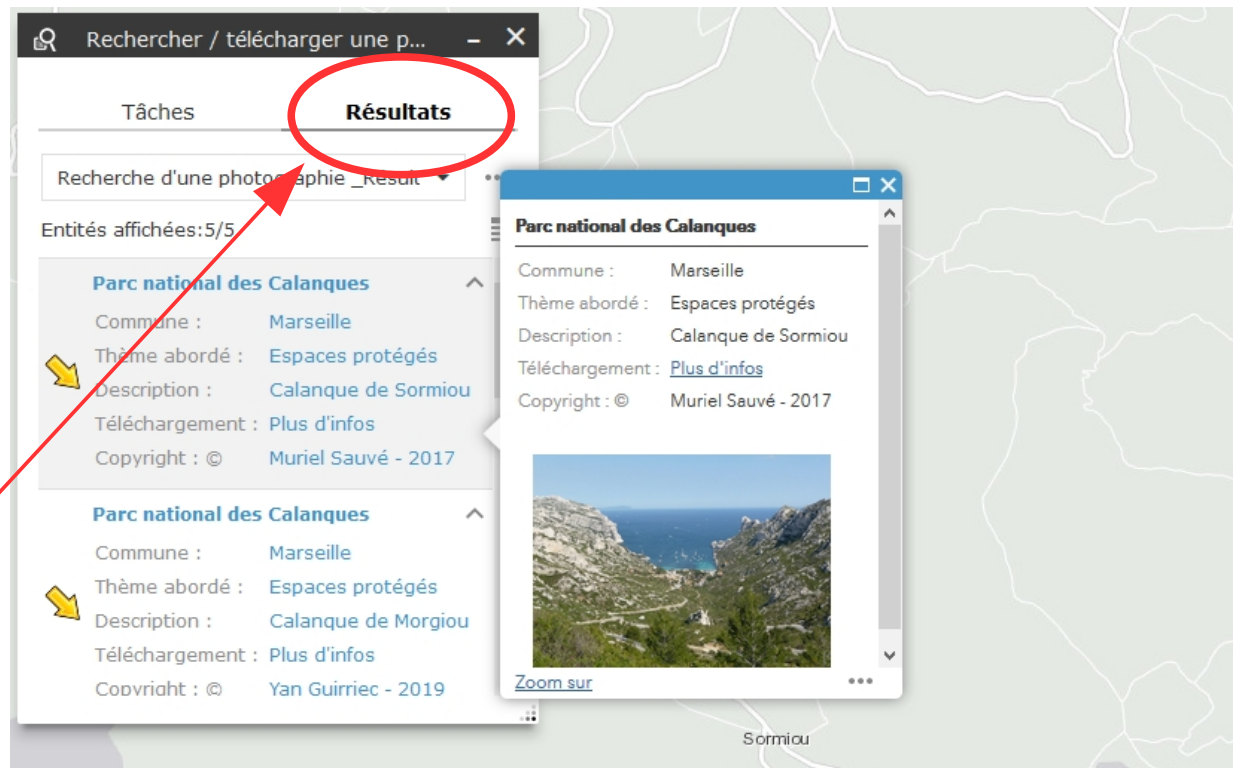 Rechercher / télécharger une p...
Tâches Résultats
Recherche d'une photographie _Résult
Entités affichées:5/5
Parc national des Calanques
Commune : Marseille
Thème abordé : Espaces protégés
Description : Calanque de Sormiou
Téléchargement : Plus d'infos
Copyright : © Muriel Sauvé - 2017
Parc national des Calanques
Commune : Marseille
Thème abordé : Espaces protégés
Description : Calanque de Morgiou
Téléchargement : Plus d'infos
Copyright : © Yan Guirriec - 2019
Parc national des Calanques
Commune : Marseille
Thème abordé : Espaces protégés
Description : Calanque de Sormiou
Téléchargement : Plus d'infos
Copyright : © Muriel Sauvé - 2017
Zoom sur
Sormiou